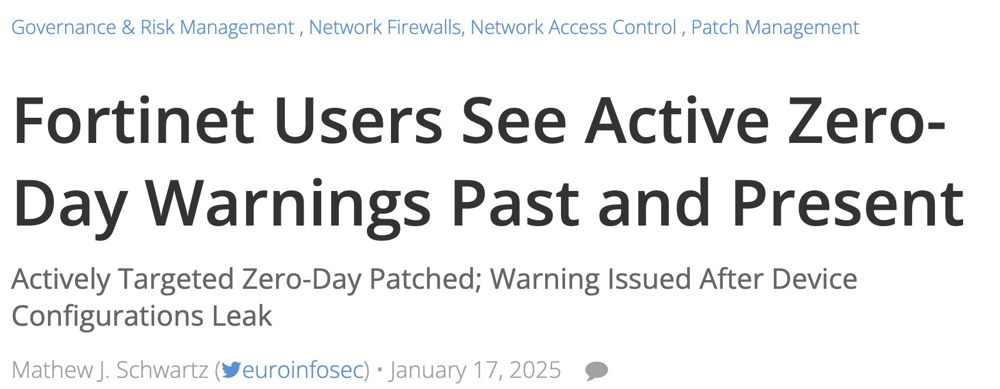 Governance & Risk Management , Network Firewalls, Network Access Control , Patch Management
Fortinet Users See Active Zero-
Day Warnings Past and Present
Actively Targeted Zero-Day Patched; Warning Issued After Device
Configurations Leak
Mathew J. Schwartz (euroinfosec) • January 17, 2025